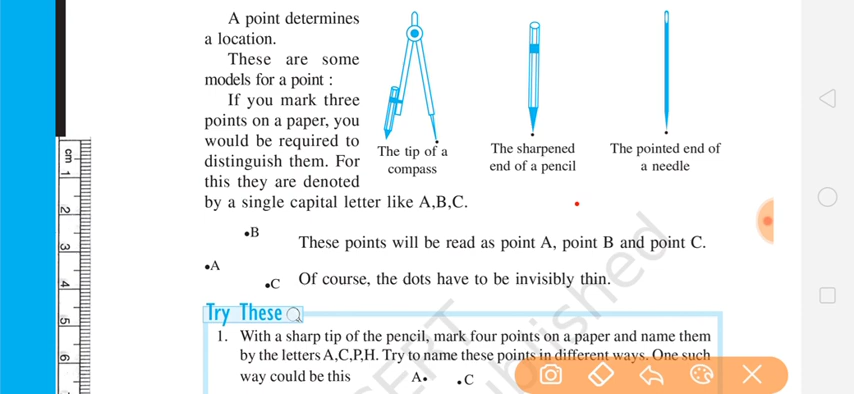 A point determines
a location.
These are some
models for a point :
If you mark three
points on a paper, you
would be required to
distinguish them. For
this they are denoted
by a single capital letter like A,B,C.
The tip of a
compass
The sharpened
end of a pencil
The pointed end of
a needle
•B
These points will be read as point A, point B and point C.
•A
•C Of course, the dots have to be invisibly thin.
Try These
1. With a sharp tip of the pencil, mark four points on a paper and name them
by the letters A,C,P,H. Try to name these points in different ways. One such
way could be this A• •C
cm 1 2 3 4 5 6